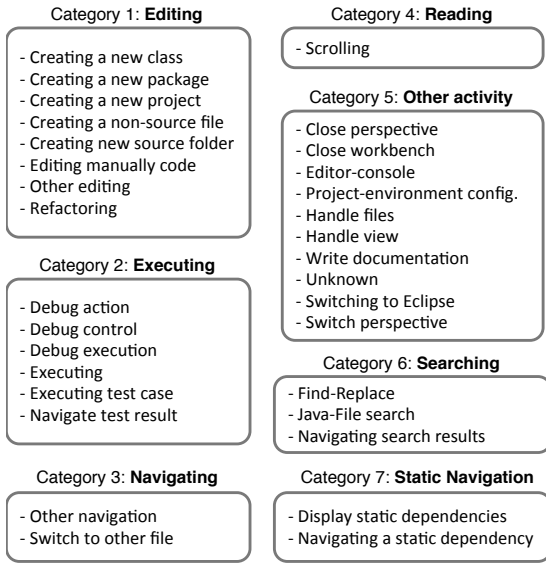 Category 1: Editing
- Creating a new class
- Creating a new package
- Creating a new project
- Creating a non-source file
- Creating new source folder
- Editing manually code
- Other editing
- Refactoring
Category 2: Executing
- Debug action
- Debug control
- Debug execution
- Executing
- Executing test case
- Navigate test result
Category 3: Navigating
- Other navigation
- Switch to other file
Category 4: Reading
- Scrolling
Category 5: Other activity
- Close perspective
- Close workbench
- Editor-console
- Project-environment config.
- Handle files
- Handle view
- Write documentation
- Unknown
- Switching to Eclipse
- Switch perspective
Category 6: Searching
- Find-Replace
- Java-File search
- Navigating search results
Category 7: Static Navigation
- Display static dependencies
- Navigating a static dependency